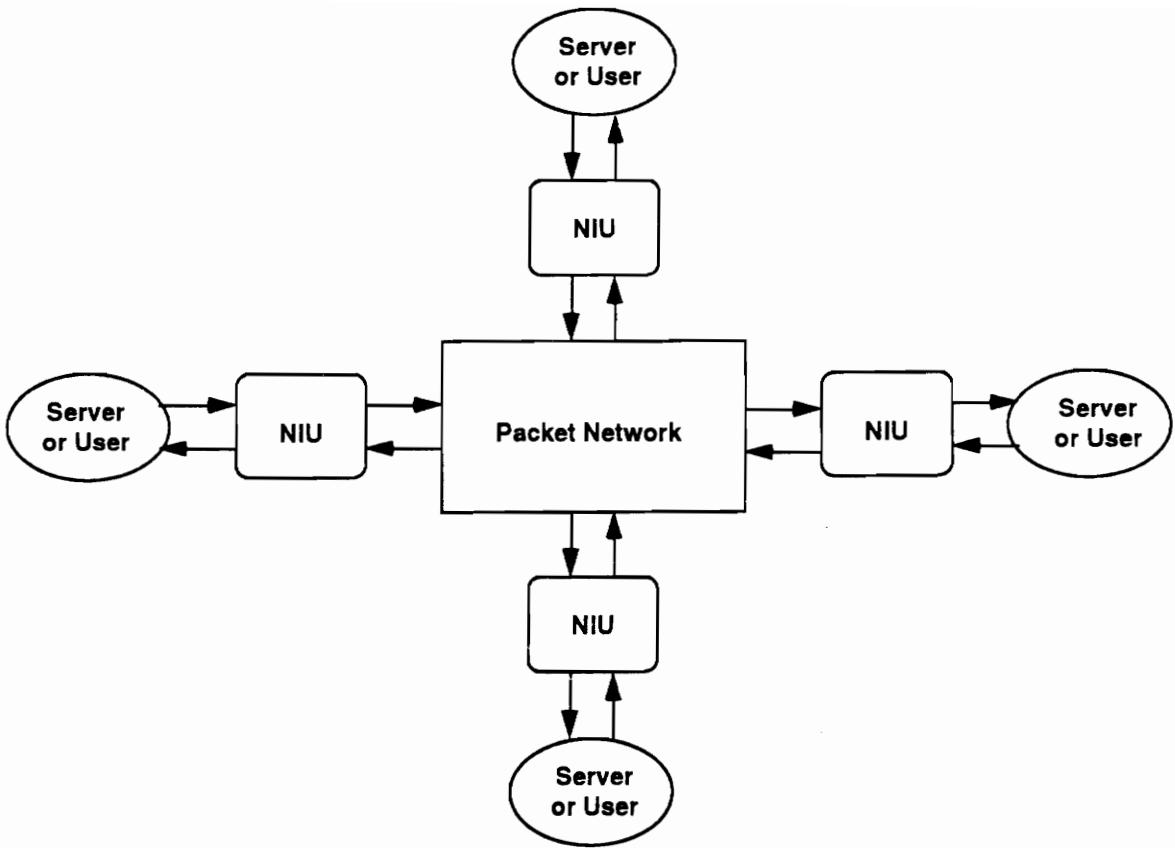 Server
or User
NIU
Server
or User
NIU
Packet Network
NIU
Server
or User
NIU
Server
or User